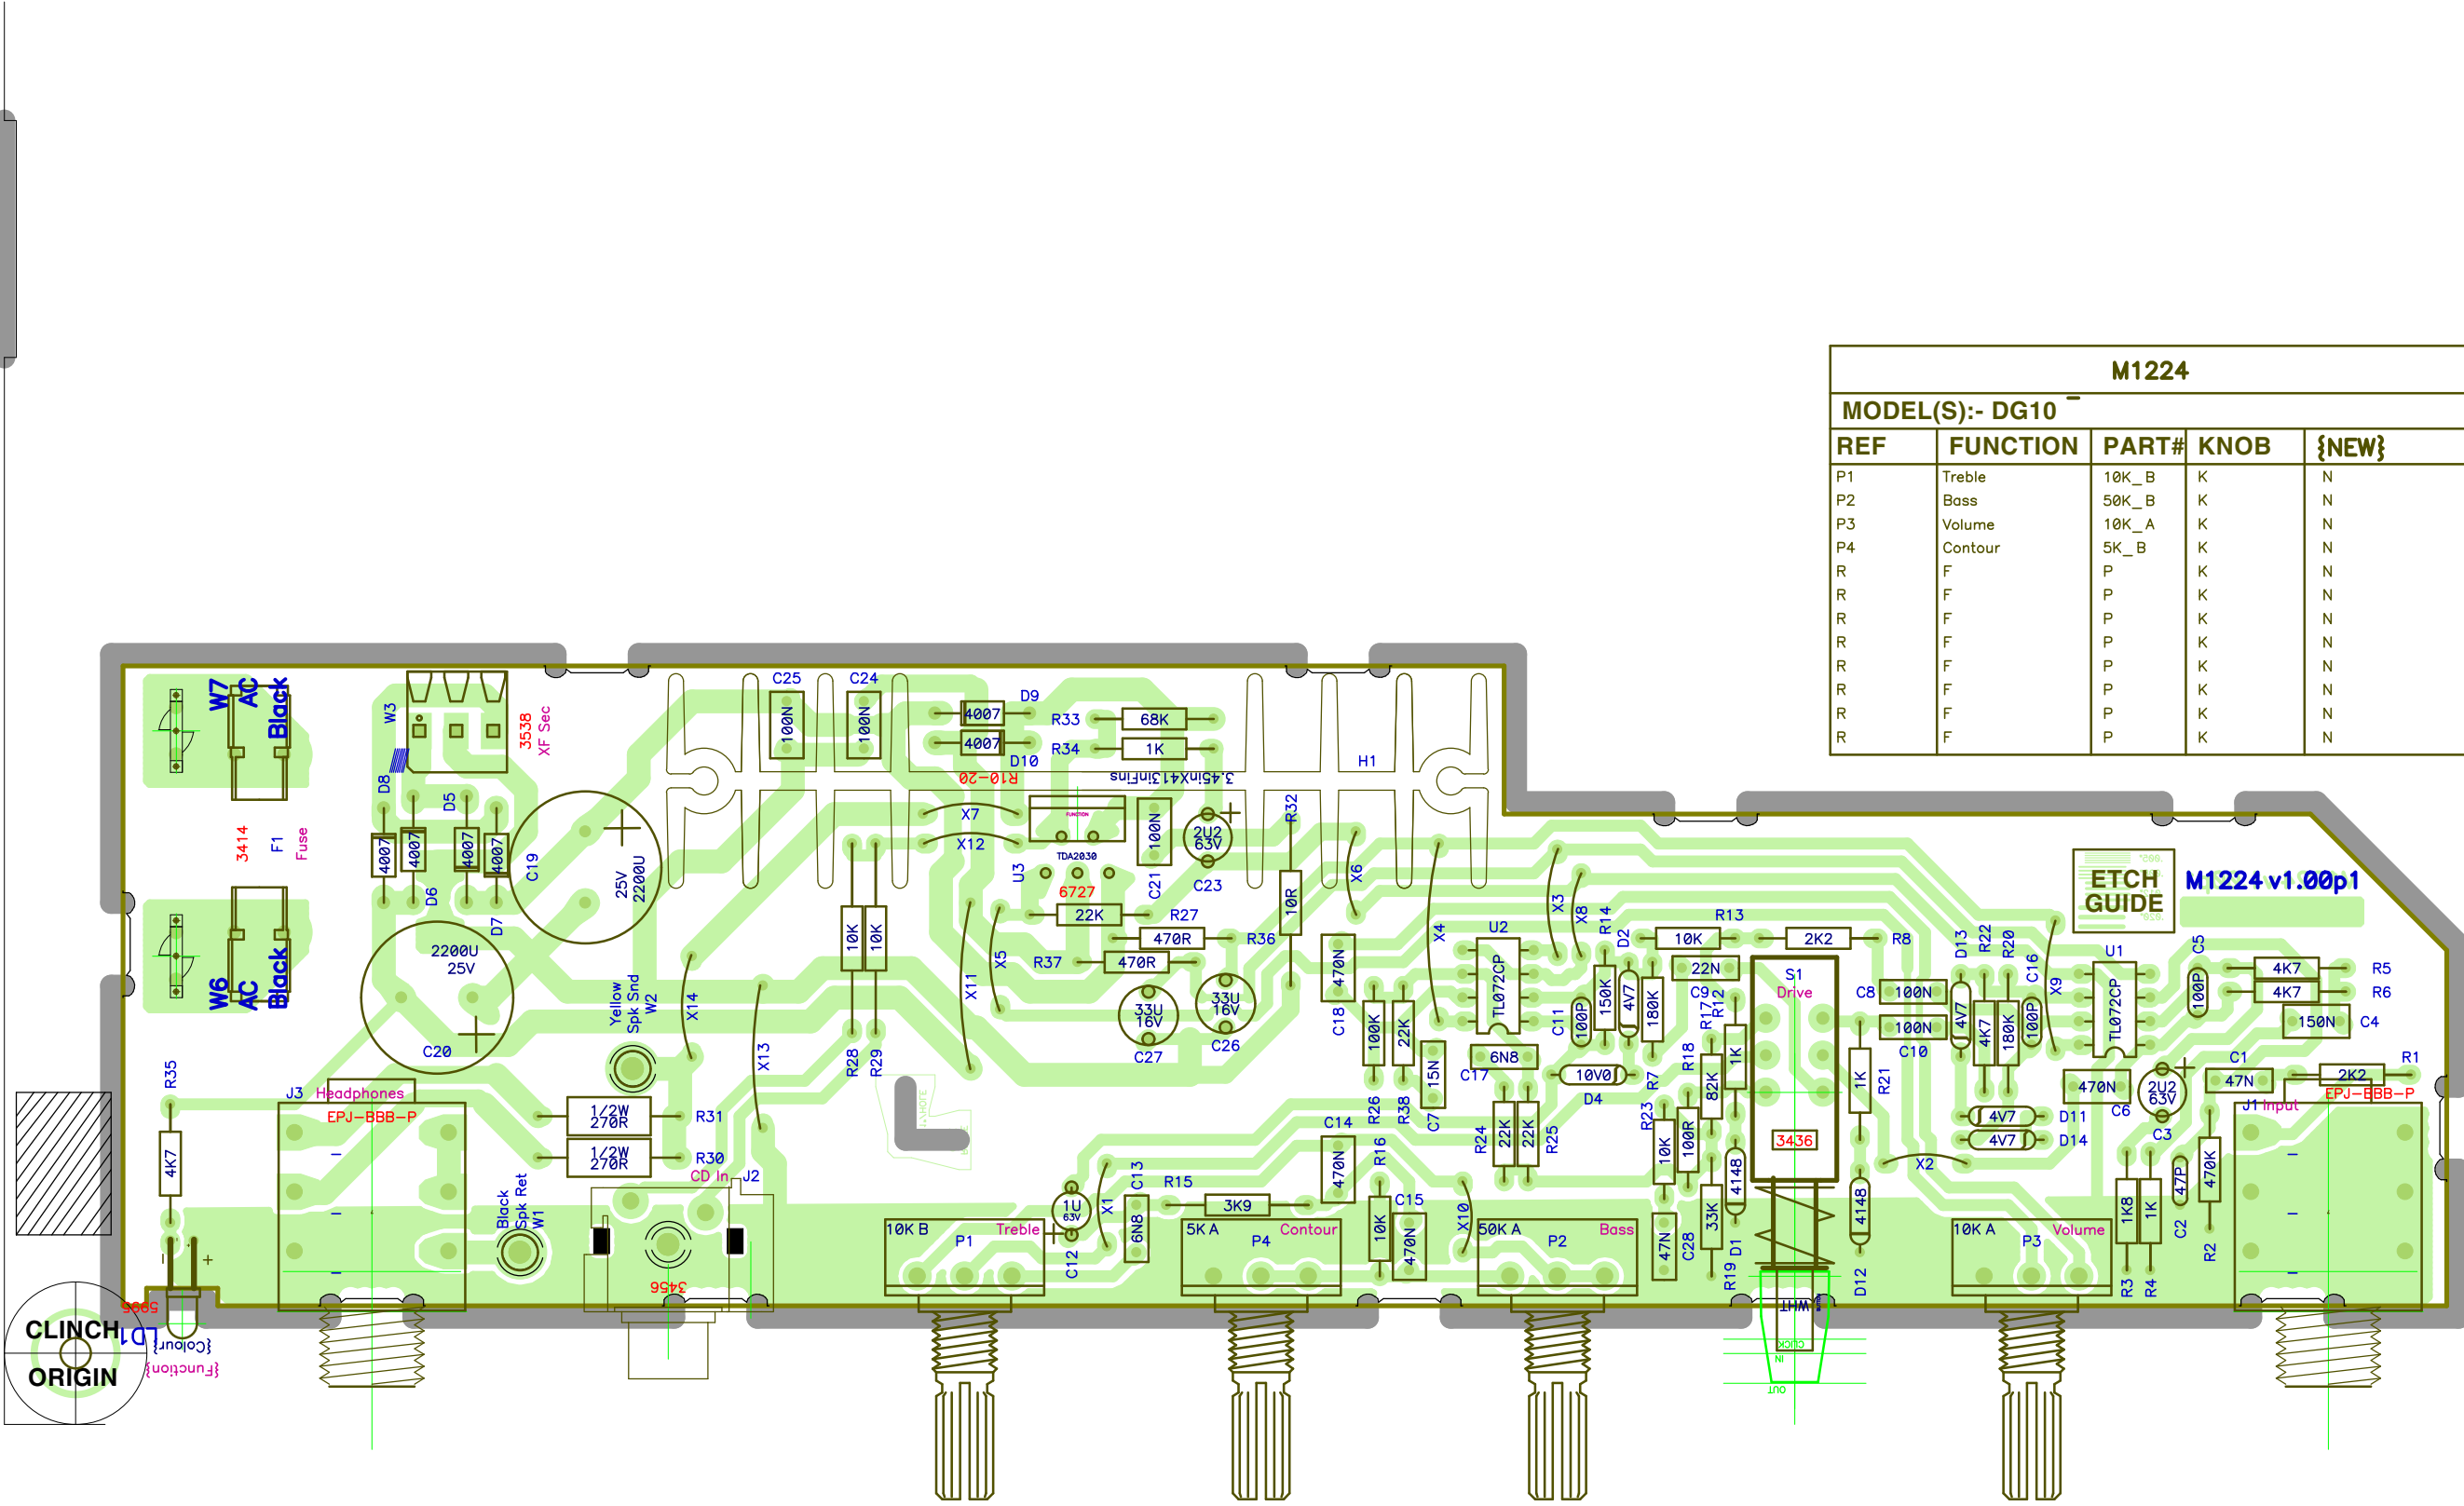 M1224
MODEL(S):- DG10
REF FUNCTION PART# KNOB {NEW}
P1 Treble 10K_B K N
P2 Bass 50K_B K N
P3 Volume 10K_A K N
P4 Contour 5K_B K N
R F P K N
R F P K N
R F P K N
R F P K N
R F P K N
R F P K N
R F P K N
R F P K N
W7
AC
Black
W3
3538
XF Sec
C25
100N
C24
100N
D9
4007
4007
D10
R33
68K
R34
1K
H1
R10-20
3.45inX413inFins
3414
F1
Fuse
D8
D5
4007
4007
4007
4007
D6
D7
C19
25V
2200U
X7
X12
FUNCTION
TDA2030
U3
6727
100N
C21
2U2
63V
C23
R32
10R
X6
22K
R27
470R
R36
R37
470R
W6
AC
Black
2200U
25V
C20
Yellow
Spk Snd
W2
X14
X13
10K
10K
R28
R29
X11
X5
33U
16V
C27
33U
16V
C26
470N
C18
X4
U2
TL072CP
X3
X8
R14
D2
R13
10K
2K2
R8
22N
C9
R12
R17
S1
Drive
3436
C8
100N
100N
C10
D13
R22
R20
C16
4V7
4K7
180K
100P
X9
U1
TL072CP
C5
100P
4K7
R5
4K7
R6
150N
C4
ETCH
GUIDE
M1224 v1.00p1
C11
100P
150K
4V7
180K
100K
R26
22K
R38
15N
C7
6N8
C17
10V0
D4
R7
R18
82K
1K
1K
R21
470N
C6
2U2
63V
C3
C1
47N
2K2
R1
R35
4K7
J3
Headphones
EPJ-BBB-P
1/2W
270R
R31
1/2W
270R
R30
CD In
J2
3456
Black
Spk Ret
W1
1U
63V
C12
X1
C13
6N8
R15
3K9
C14
470N
R16
10K
C15
470N
X10
R24
22K
22K
R25
R23
10K
100R
47N
C28
33K
R19
4148
D1
4148
D12
4V7
D11
4V7
D14
X2
1K8
R3
1K
R4
47P
C2
470K
R2
J1
Input
EPJ-BBB-P
10K B
P1
Treble
5K A
P4
Contour
50K A
P2
Bass
10K A
P3
Volume
WHT
CLICK
IN
OUT
5995
LD1
{Colour}
{Function}
CLINCH
ORIGIN